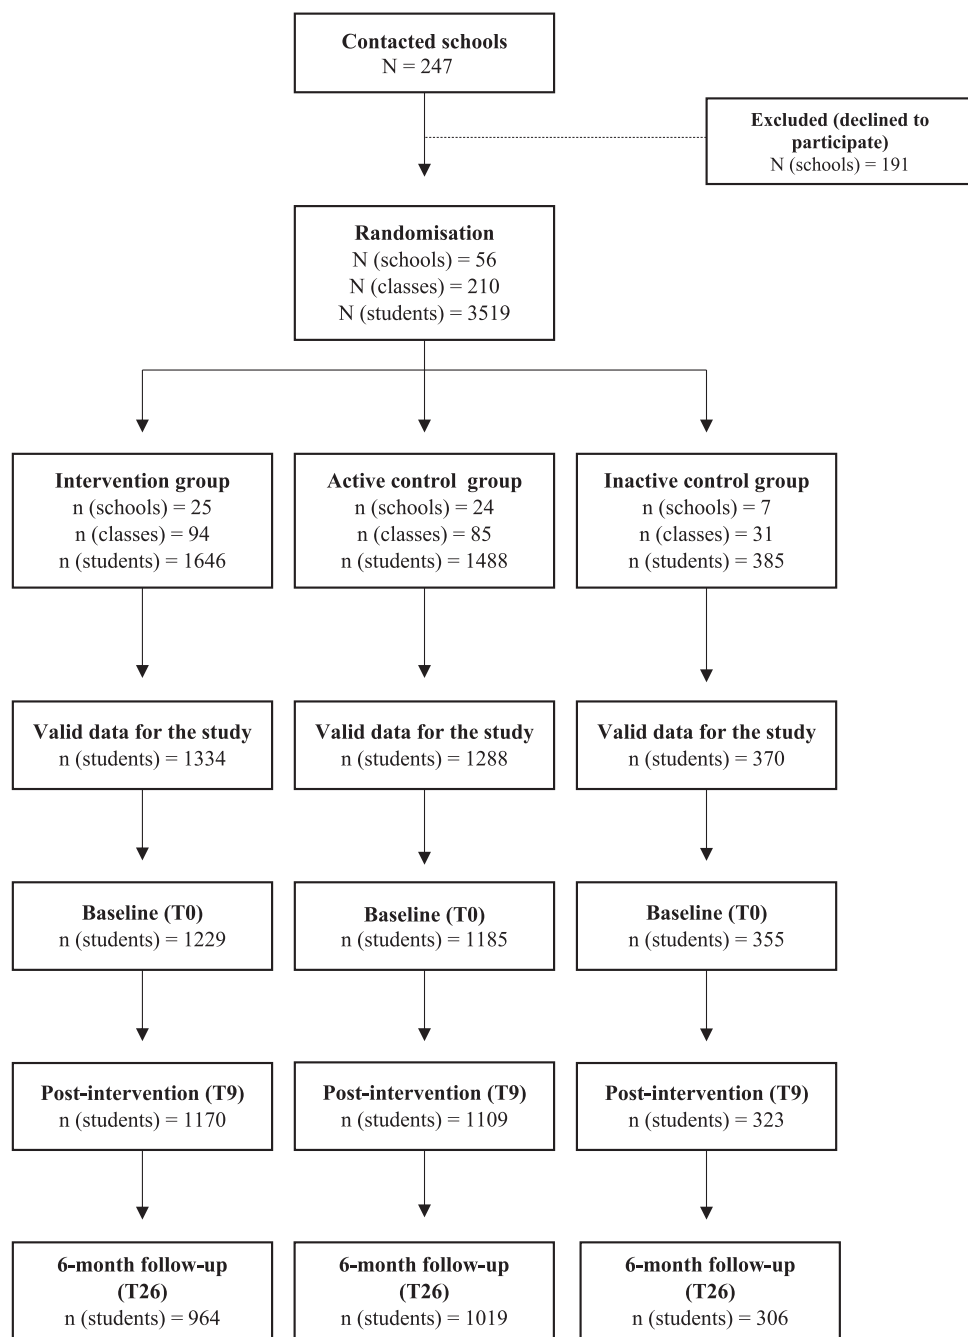 Contacted schools
N = 247
Excluded (declined to
participate)
N (schools) = 191
Randomisation
N (schools) = 56
N (classes) = 210
N (students) = 3519
Intervention group
n (schools) = 25
n (classes) = 94
n (students) = 1646
Active control group
n (schools) = 24
n (classes) = 85
n (students) = 1488
Inactive control group
n (schools) = 7
n (classes) = 31
n (students) = 385
Valid data for the study
n (students) = 1334
Valid data for the study
n (students) = 1288
Valid data for the study
n (students) = 370
Baseline (T0)
n (students) = 1229
Baseline (T0)
n (students) = 1185
Baseline (T0)
n (students) = 355
Post-intervention (T9)
n (students) = 1170
Post-intervention (T9)
n (students) = 1109
Post-intervention (T9)
n (students) = 323
6-month follow-up
(T26)
n (students) = 964
6-month follow-up
(T26)
n (students) = 1019
6-month follow-up
(T26)
n (students) = 306